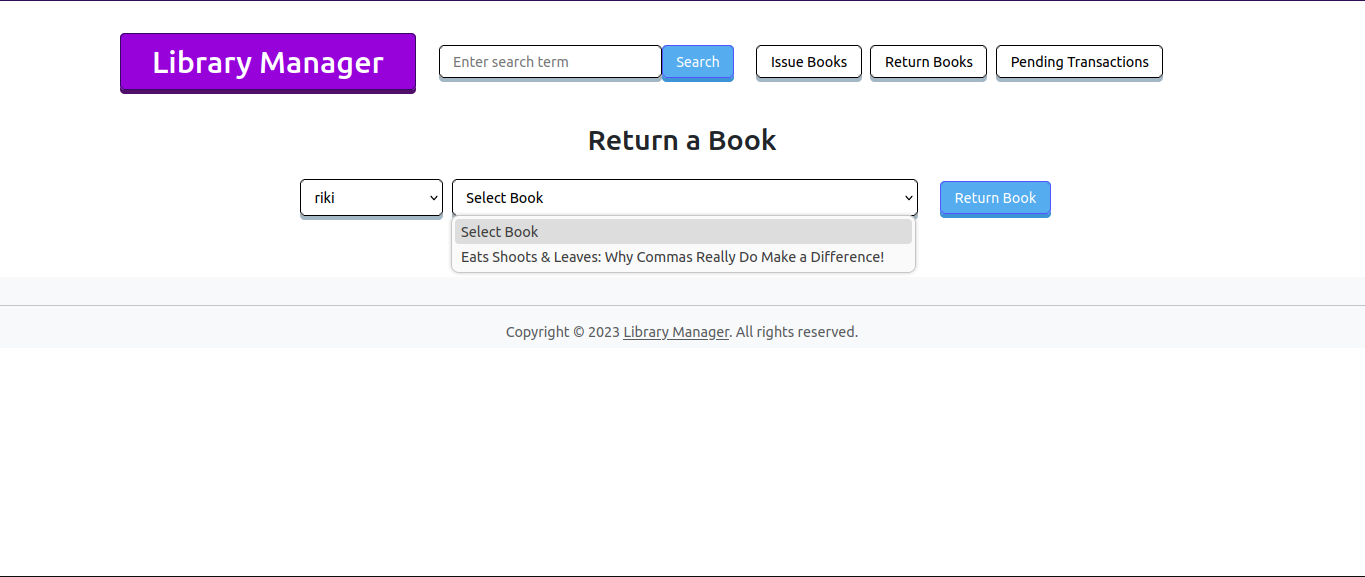 Library Manager
Enter search term
Search
Issue Books
Return Books
Pending Transactions
Return a Book
riki
Select Book
Return Book
Select Book
Eats Shoots & Leaves: Why Commas Really Do Make a Difference!
Copyright © 2023 Library Manager. All rights reserved.